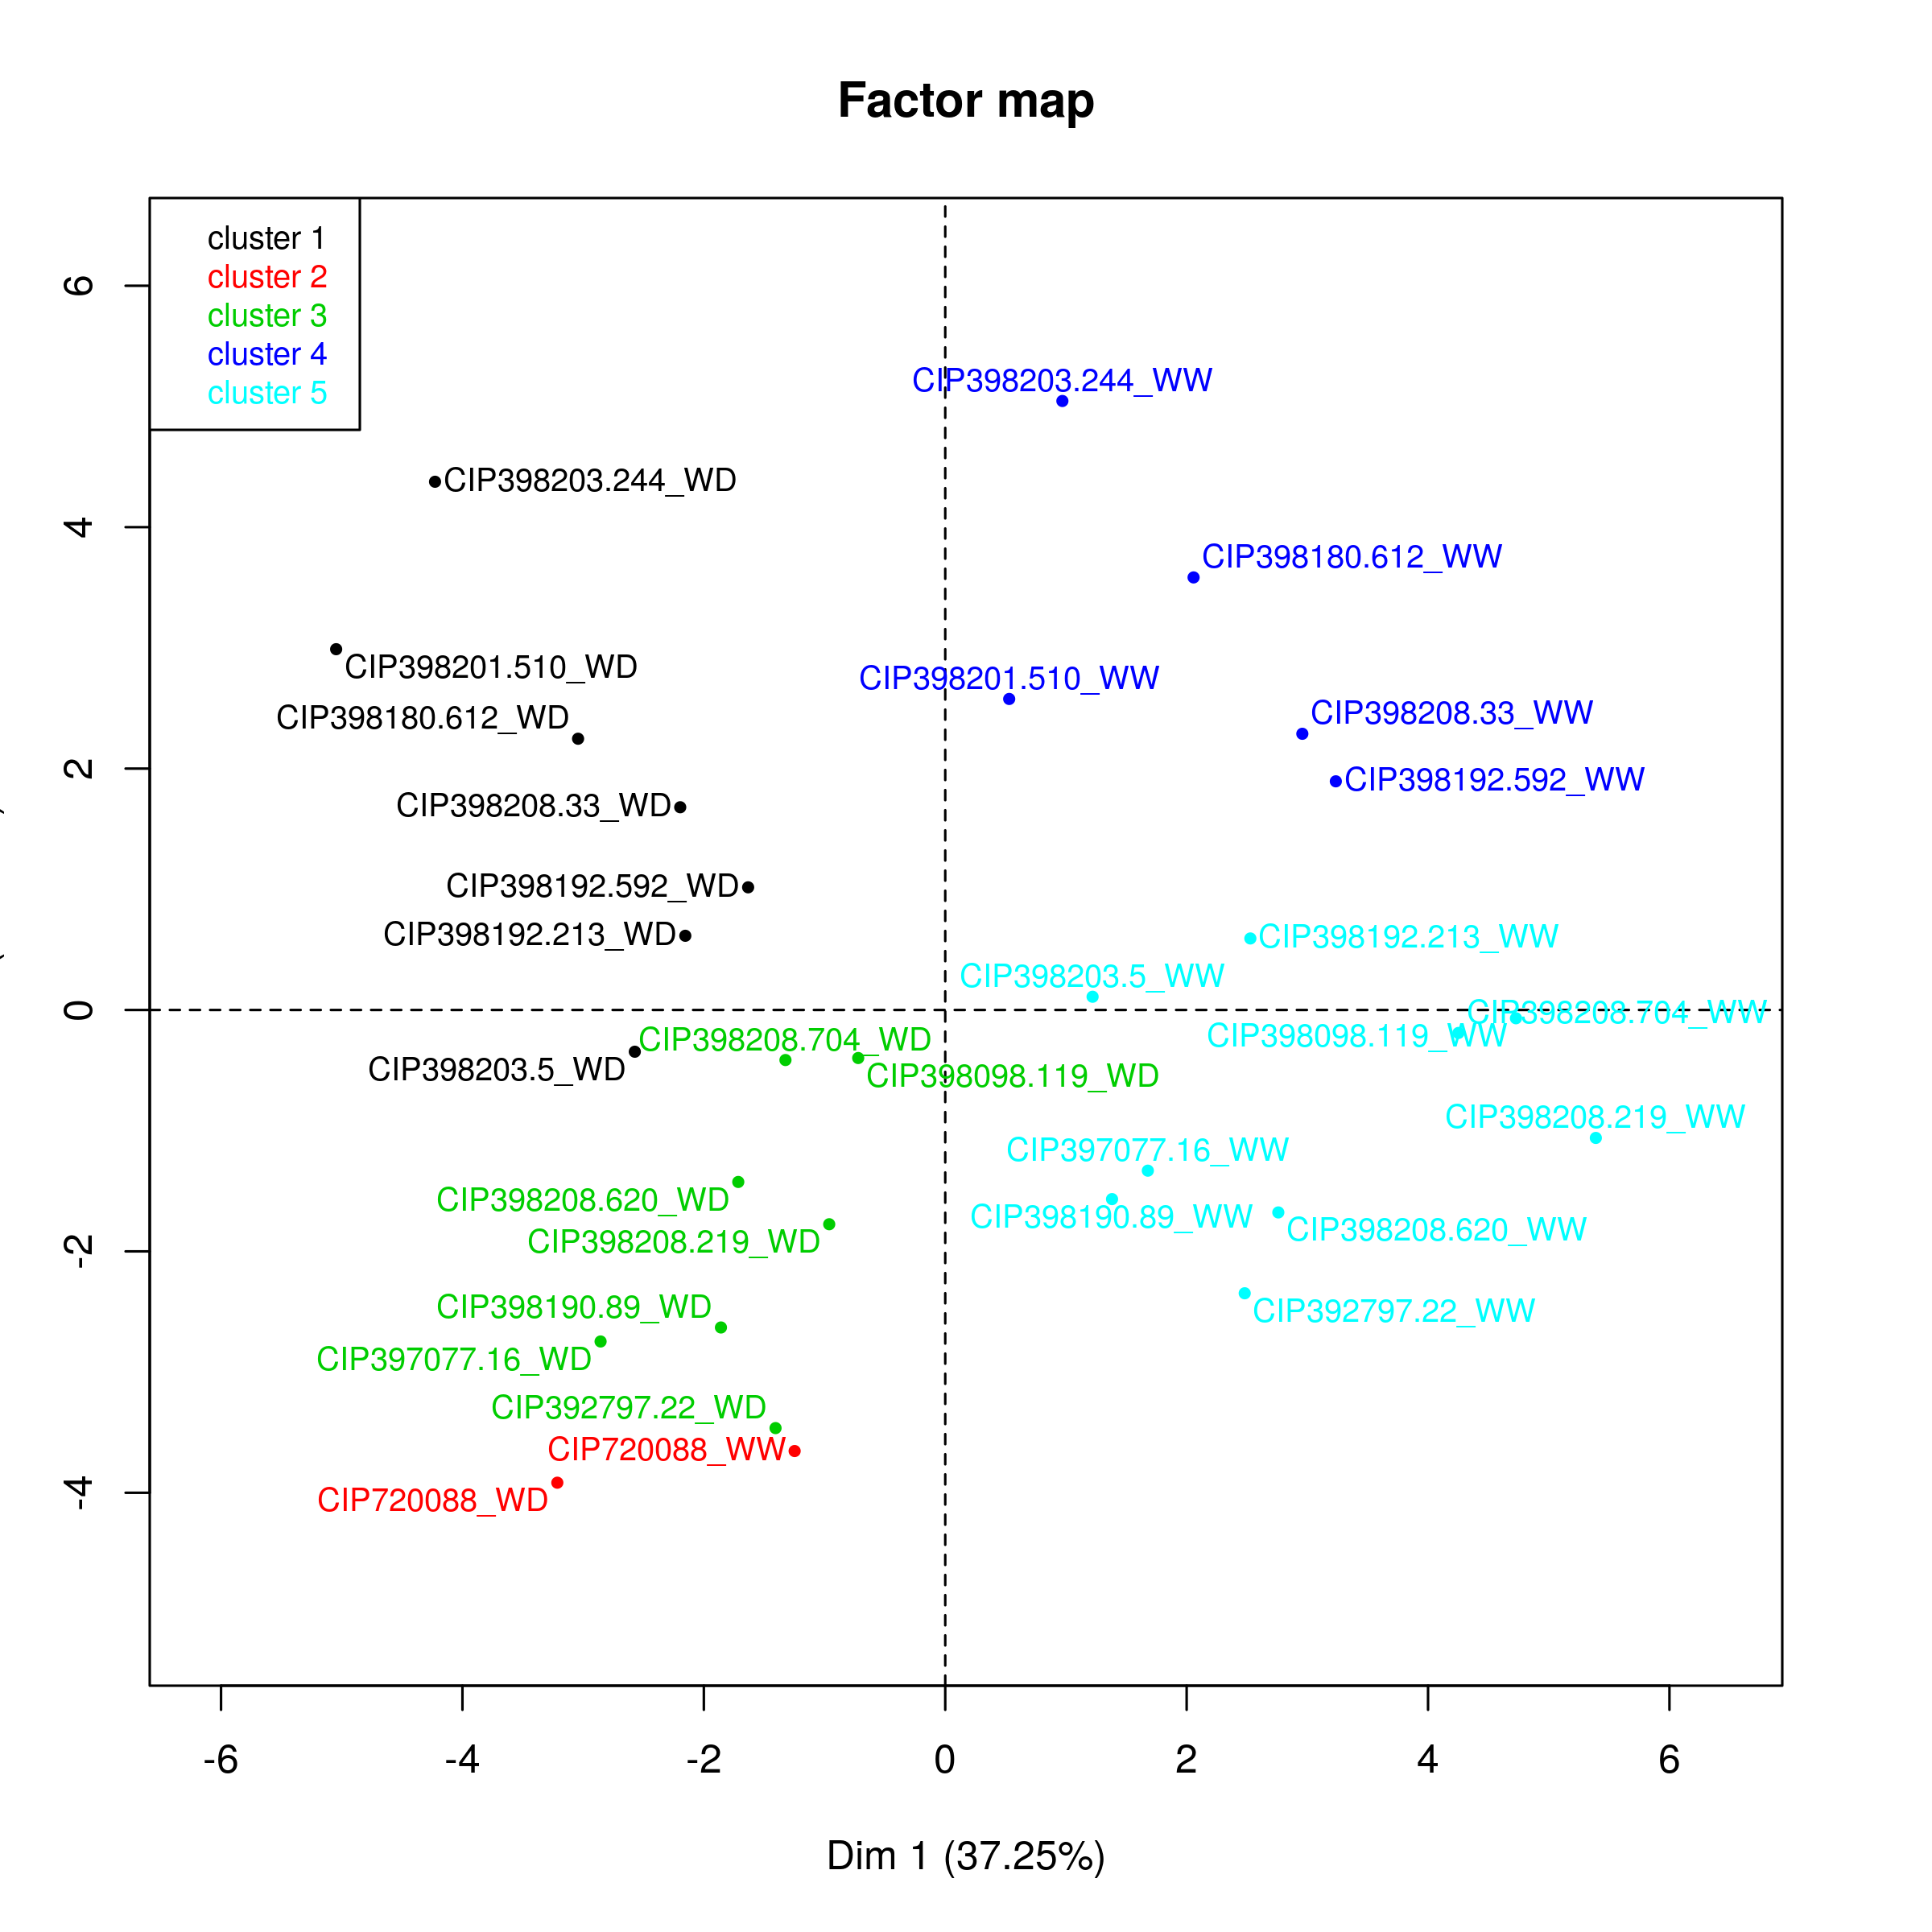 Factor map
cluster 1
cluster 2
cluster 3
cluster 4
cluster 5
6
4
2
0
-2
-4
CIP398203.244_WW
CIP398203.244_WD
CIP398180.612_WW
CIP398201.510_WD
CIP398201.510_WW
CIP398180.612_WD
CIP398208.33_WW
CIP398192.592_WW
CIP398208.33_WD
CIP398192.592_WD
CIP398192.213_WD
CIP398192.213_WW
CIP398203.5_WW
CIP398208.704_WW
CIP398098.119_WW
CIP398208.704_WD
CIP398203.5_WD
CIP398098.119_WD
CIP398208.219_WW
CIP397077.16_WW
CIP398208.620_WD
CIP398190.89_WW
CIP398208.620_WW
CIP398208.219_WD
CIP398190.89_WD
CIP392797.22_WW
CIP397077.16_WD
CIP392797.22_WD
CIP720088_WW
CIP720088_WD
-6 -4 -2 0 2 4 6
Dim 1 (37.25%)